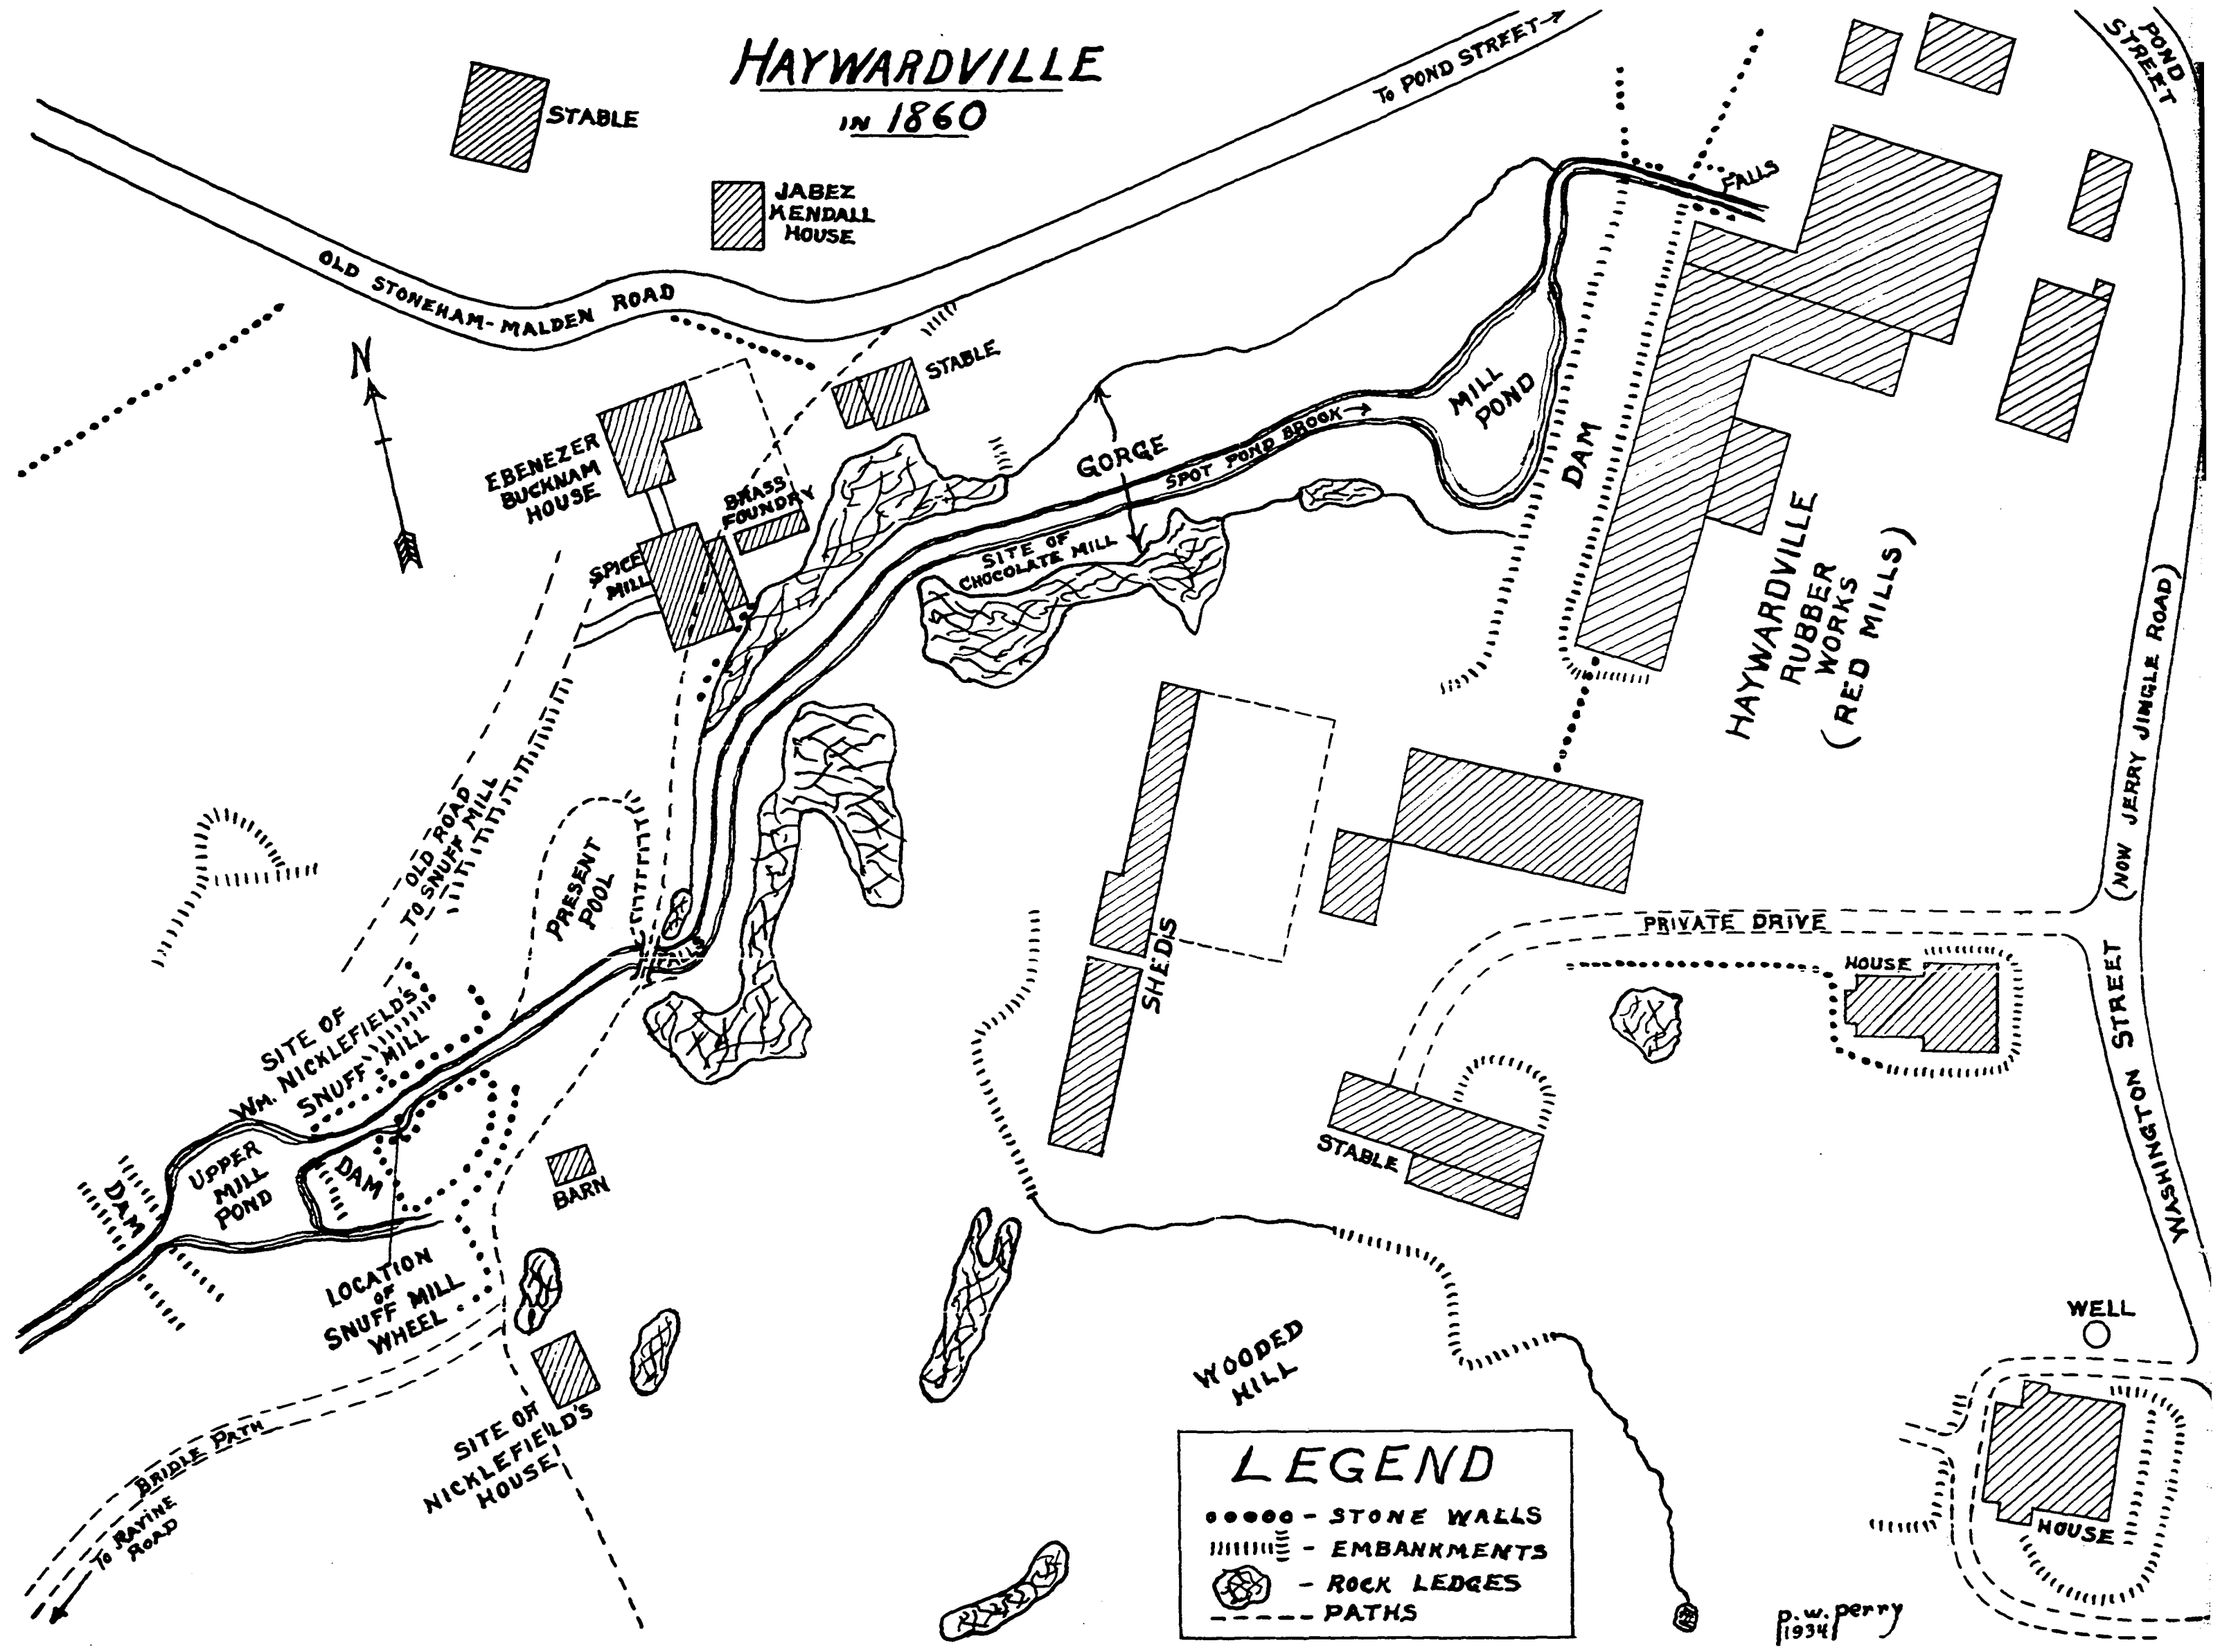 HAYWARDVILLE
IN 1860
STABLE
JABEZ
KENDALL
HOUSE
OLD STONEHAM-MALDEN ROAD
TO POND STREET
POND
STREET
FALLS
N
STABLE
EBENEZER
BUCKNAM
HOUSE
BRASS
FOUNDRY
SPICE
MILL
GORGE
SPOT POND BROOK
MILL
POND
DAM
SITE OF
CHOCOLATE MILL
HAYWARDVILLE
RUBBER
WORKS
(RED MILLS)
OLD ROAD
TO SNUFF MILL
PRESENT
POOL
FALLS
SHEDS
PRIVATE DRIVE
HOUSE
WASHINGTON STREET (NOW JERRY JINGLE ROAD)
SITE OF
WM. NICKLEFIELD'S
SNUFF MILL
UPPER
MILL
POND
DAM
DAM
BARN
STABLE
LOCATION
OF
SNUFF MILL
WHEEL
WELL
WOODED
HILL
SITE OF
NICKLEFIELD'S
HOUSE
BRIDLE PATH
TO RAVINE
ROAD
HOUSE
LEGEND
- STONE WALLS
- EMBANKMENTS
- ROCK LEDGES
- PATHS
P.W. Perry
1934